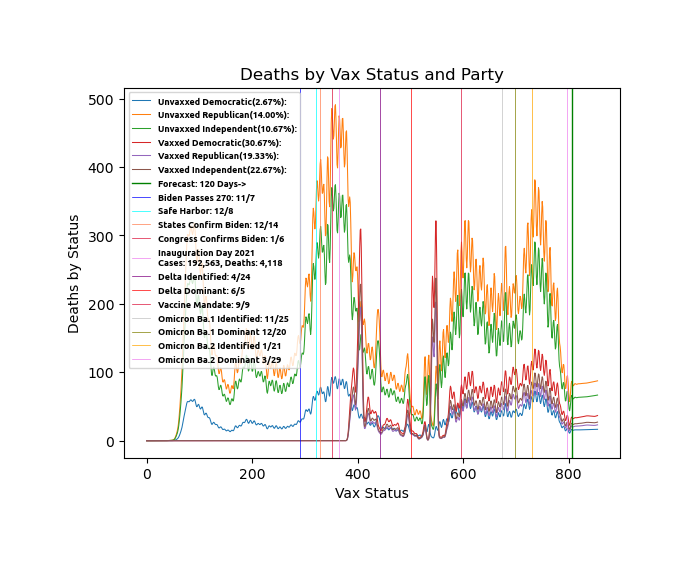 Deaths by Vax Status and Party
Deaths by Status
500
400
300
200
100
0
Unvaxxed Democratic(2.67%):
Unvaxxed Republican(14.00%):
Unvaxxed Independent(10.67%):
Vaxxed Democratic(30.67%):
Vaxxed Republican(19.33%):
Vaxxed Independent(22.67%):
Forecast: 120 Days->
Biden Passes 270: 11/7
Safe Harbor: 12/8
States Confirm Biden: 12/14
Congress Confirms Biden: 1/6
Inauguration Day 2021
Cases: 192,563, Deaths: 4,118
Delta Identified: 4/24
Delta Dominant: 6/5
Vaccine Mandate: 9/9
Omicron Ba.1 Identified: 11/25
Omicron Ba.1 Dominant 12/20
Omicron Ba.2 Identified 1/21
Omicron Ba.2 Dominant 3/29
0 200 400 600 800
Vax Status